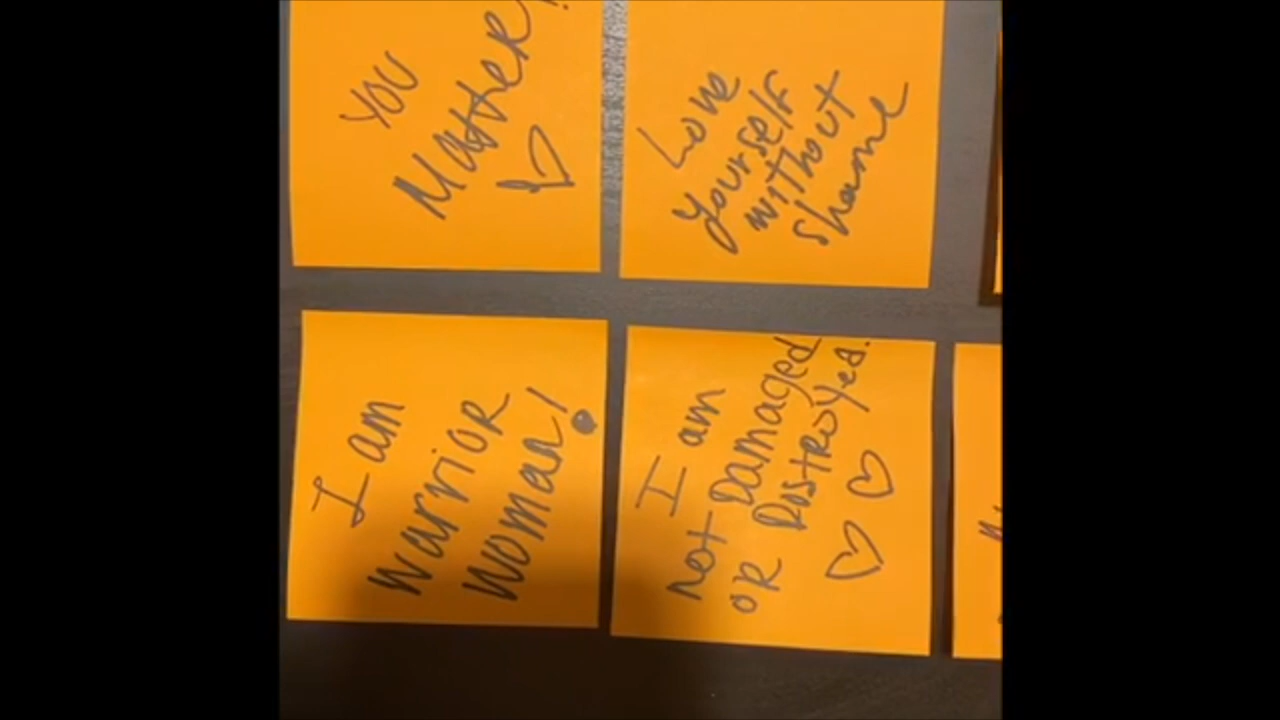 YOU
Matter!
Love
yourself
without
shame
I am
warrior
woman!
I am
not Damaged
OR Destroyed.